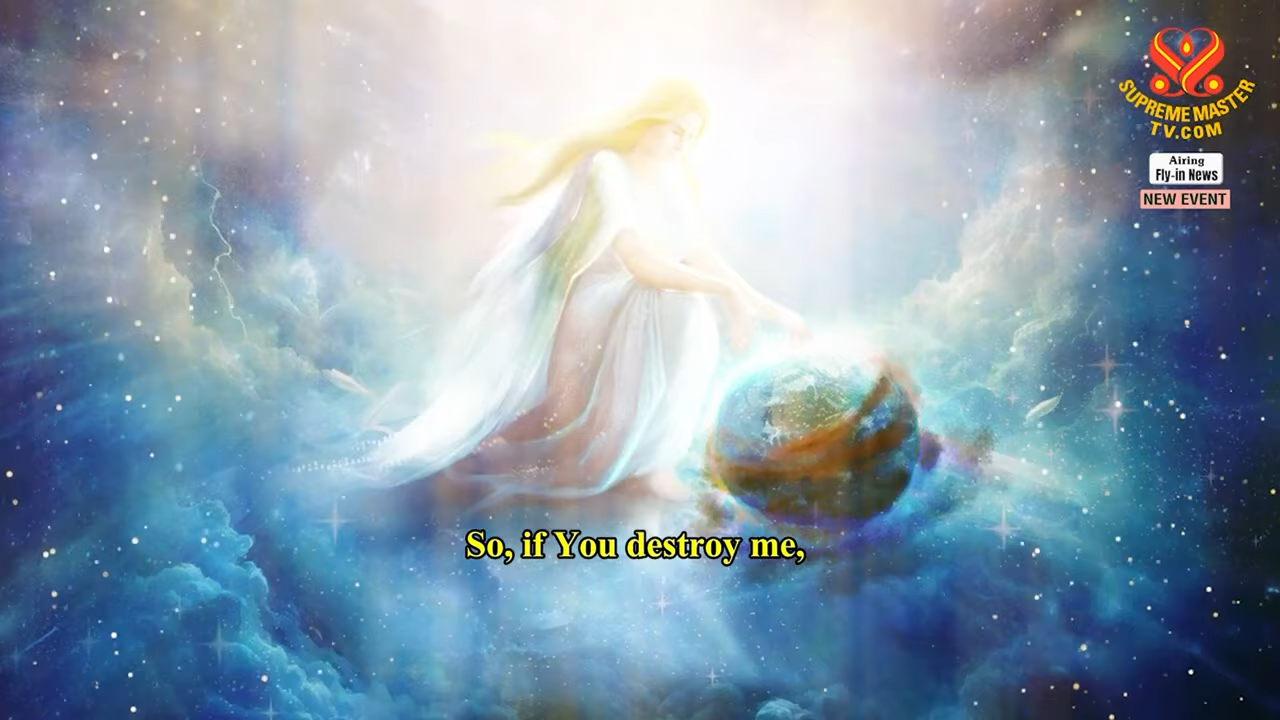 SUPREME MASTER
TV.COM
Airing
Fly-in News
NEW EVENT
So, if You destroy me,